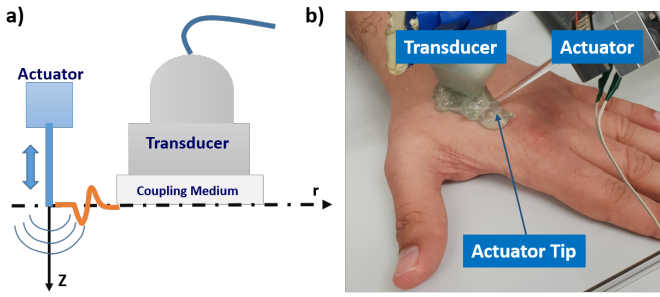 a)
Actuator
Transducer
Coupling Medium
r
Z
b)
Transducer
Actuator
Actuator Tip